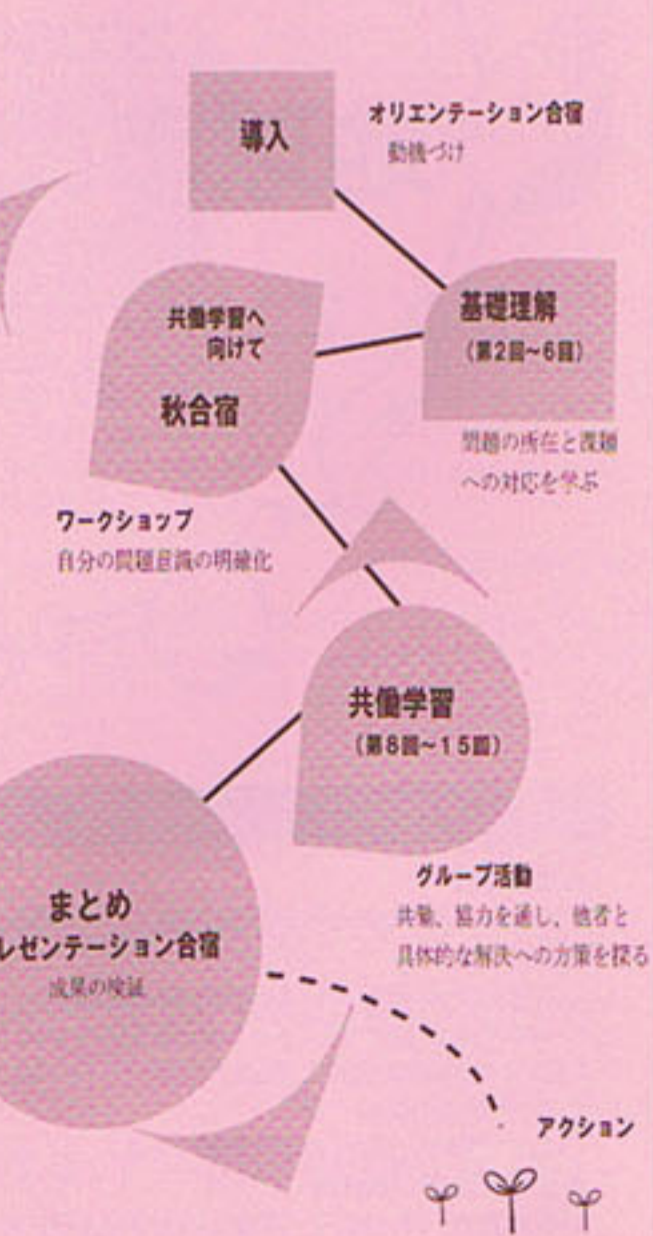 導入
オリエンテーション合宿
動機づけ
基礎理解
(第2回~6回)
問題の所在と課題
への対応を学ぶ
共働学習へ
向けて
秋合宿
ワークショップ
自分の問題意識の明確化
共働学習
(第8回~15回)
グループ活動
共働、協力を通し、他者と
具体的な解決への方策を探る
まとめ
レゼンテーション合宿
成果の検証
アクション